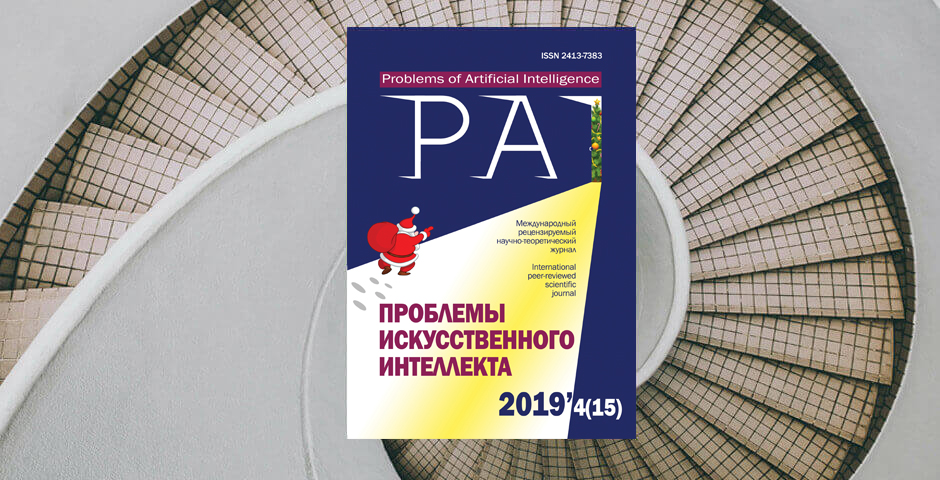 ISSN 2413-7383
Problems of Artificial Intelligence
PAI
Международный
рецензируемый
научно-теоретический
журнал
International
peer-reviewed
scientific
journal
ПРОБЛЕМЫ
ИСКУССТВЕННОГО
ИНТЕЛЛЕКТА
2019'4(15)